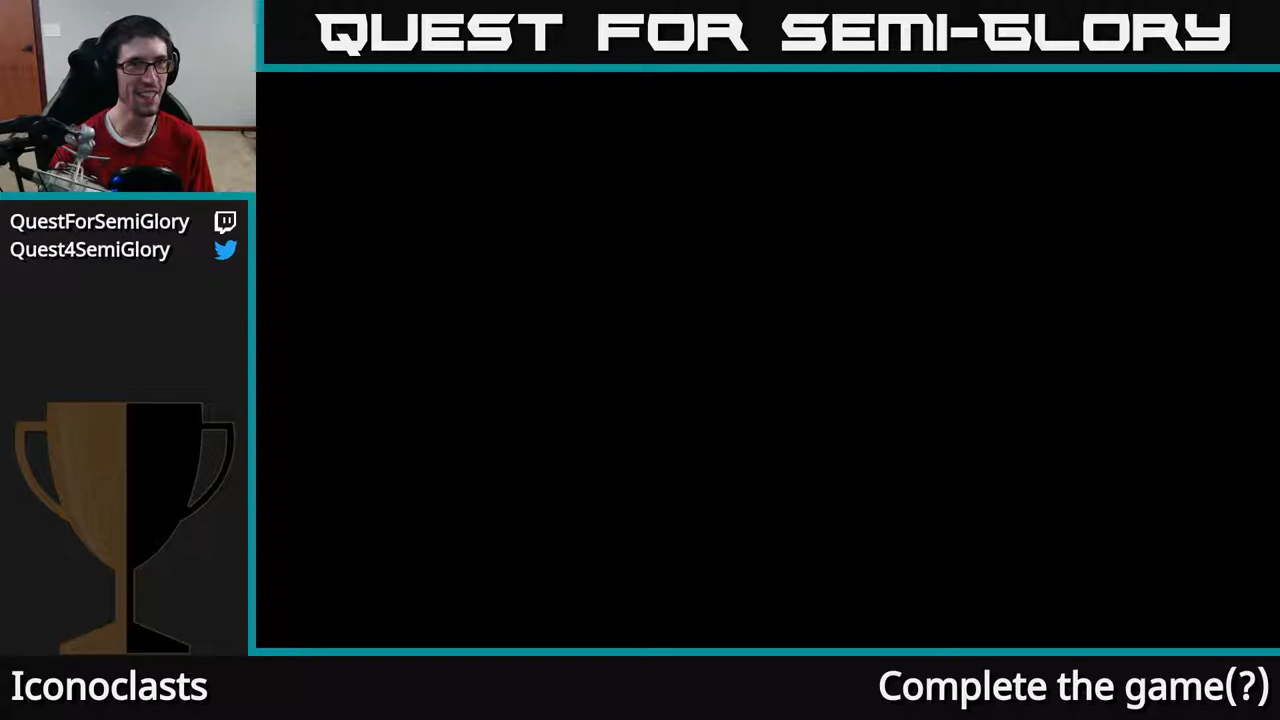 QUEST FOR SEMI-GLORY
QuestForSemiGlory
Quest4SemiGlory
Iconoclasts
Complete the game(?)